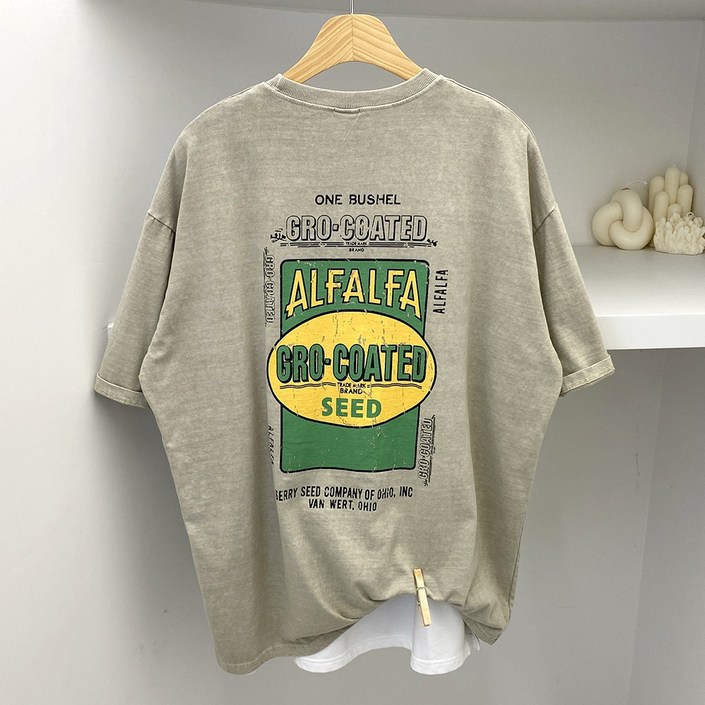 ONE BUSHEL
GRO-COATED
TRADE MARK
BRAND
GRO-COATED
ALFALFA
ALFALFA
GRO-COATED
TRADE MARK
BRAND
SEED
ALFALFA
GRO-COATED
BERRY SEED COMPANY OF OHIO, INC
VAN WERT, OHIO